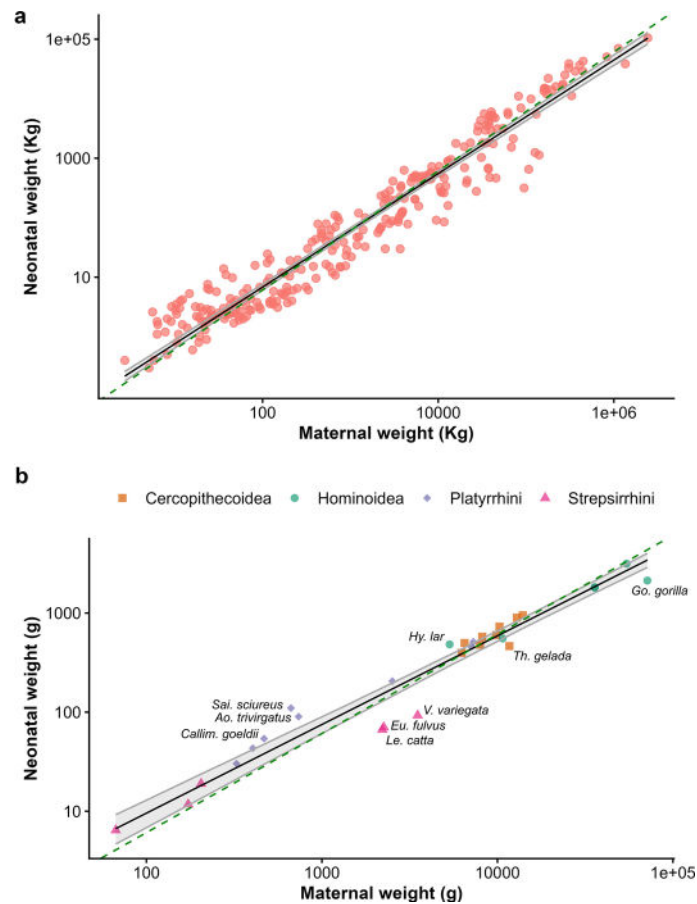 a
1e+05
1000
10
Neonatal weight (Kg)
100
10000
1e+06
Maternal weight (Kg)
b
Cercopithecoidea
Hominoidea
Platyrrhini
Strepsirrhini
1000
100
10
Neonatal weight (g)
Go. gorilla
Hy. lar
Th. gelada
Sai. sciureus
Ao. trivirgatus
Callim. goeldii
V. variegata
Eu. fulvus
Le. catta
100
1000
10000
1e+05
Maternal weight (g)